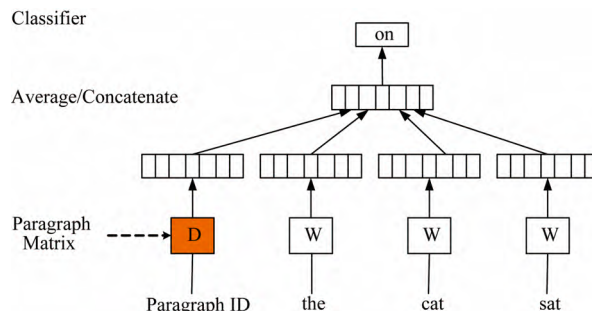 Classifier
on
Average/Concatenate
Paragraph
Matrix
D
W
W
W
Paragraph ID
the
cat
sat